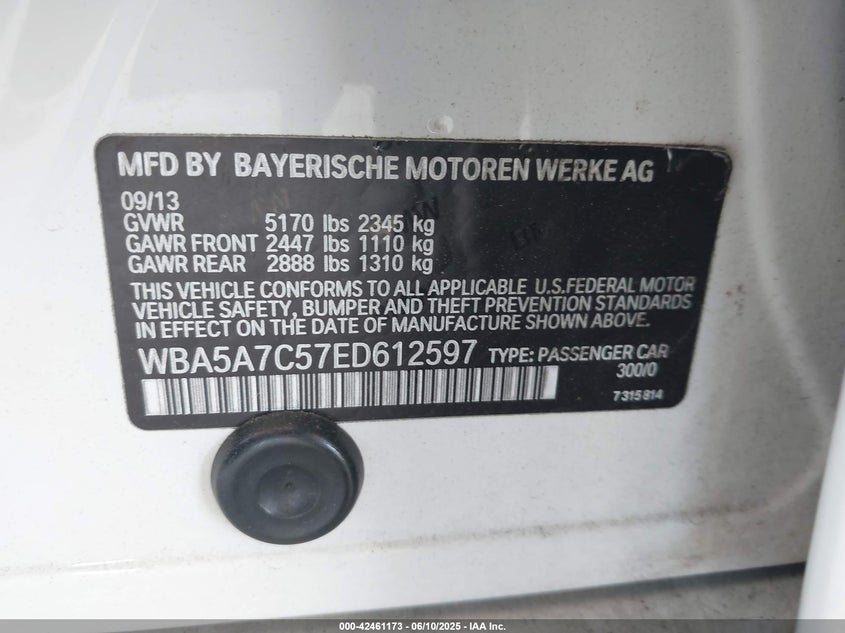 MFD BY BAYERISCHE MOTOREN WERKE AG
09/13
GVWR 5170 lbs 2345 kg
GAWR FRONT 2447 lbs 1110 kg
GAWR REAR 2888 lbs 1310 kg
THIS VEHICLE CONFORMS TO ALL APPLICABLE U.S.FEDERAL MOTOR
VEHICLE SAFETY, BUMPER AND THEFT PREVENTION STANDARDS
IN EFFECT ON THE DATE OF MANUFACTURE SHOWN ABOVE.
WBA5A7C57ED612597 TYPE: PASSENGER CAR
300/0
7315814
000-42461173 - 06/10/2025 - IAA Inc.